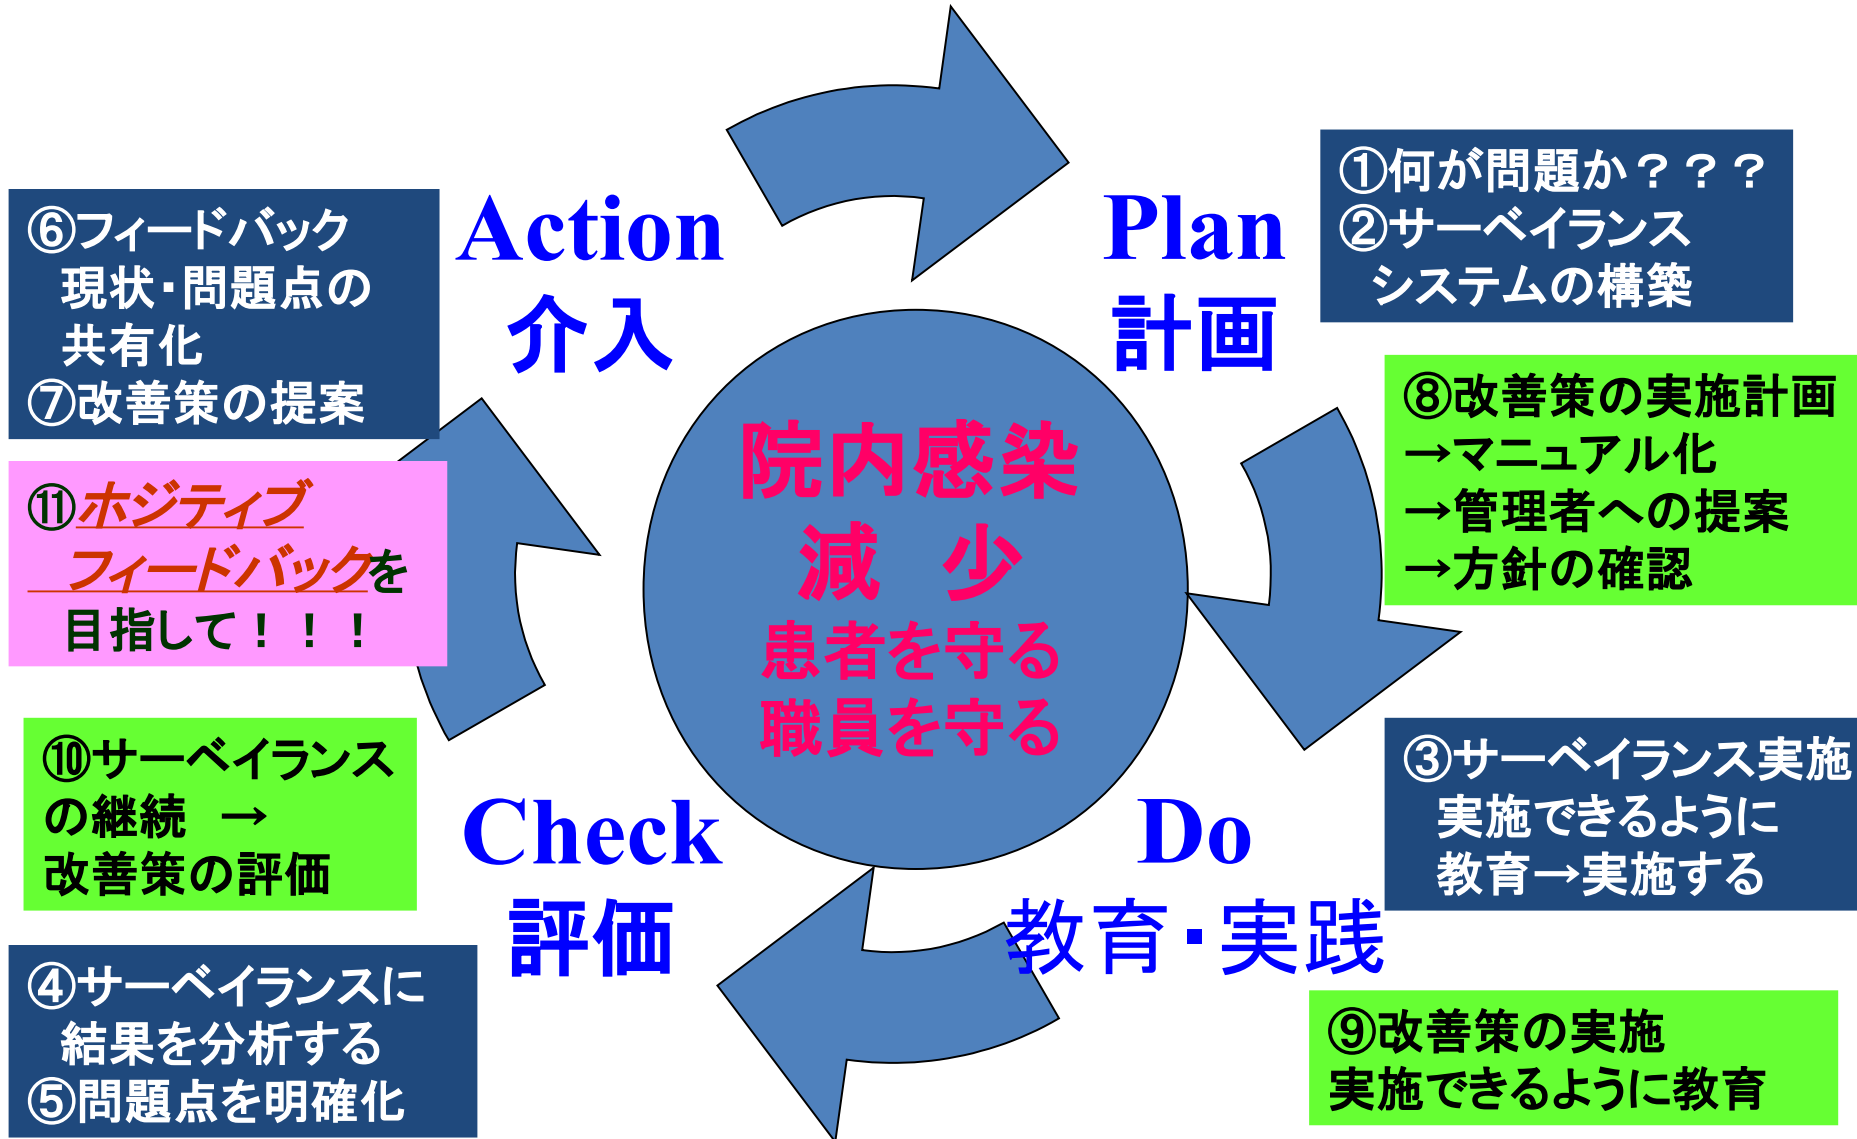 Action
介入
Plan
計画
①何が問題か？？？
②サーベイランス
システムの構築
⑧改善策の実施計画
→マニュアル化
→管理者への提案
→方針の確認
③サーベイランス実施
実施できるように
教育→実施する
Do
教育・実践
⑨改善策の実施
実施できるように教育
Check
評価
④サーベイランスに
結果を分析する
⑤問題点を明確化
⑩サーベイランス
の継続　→
改善策の評価
⑥フィードバック
現状・問題点の
共有化
⑦改善策の提案
⑪ホジティブ
フィードバックを
目指して！！！
院内感染
減　少
患者を守る
職員を守る